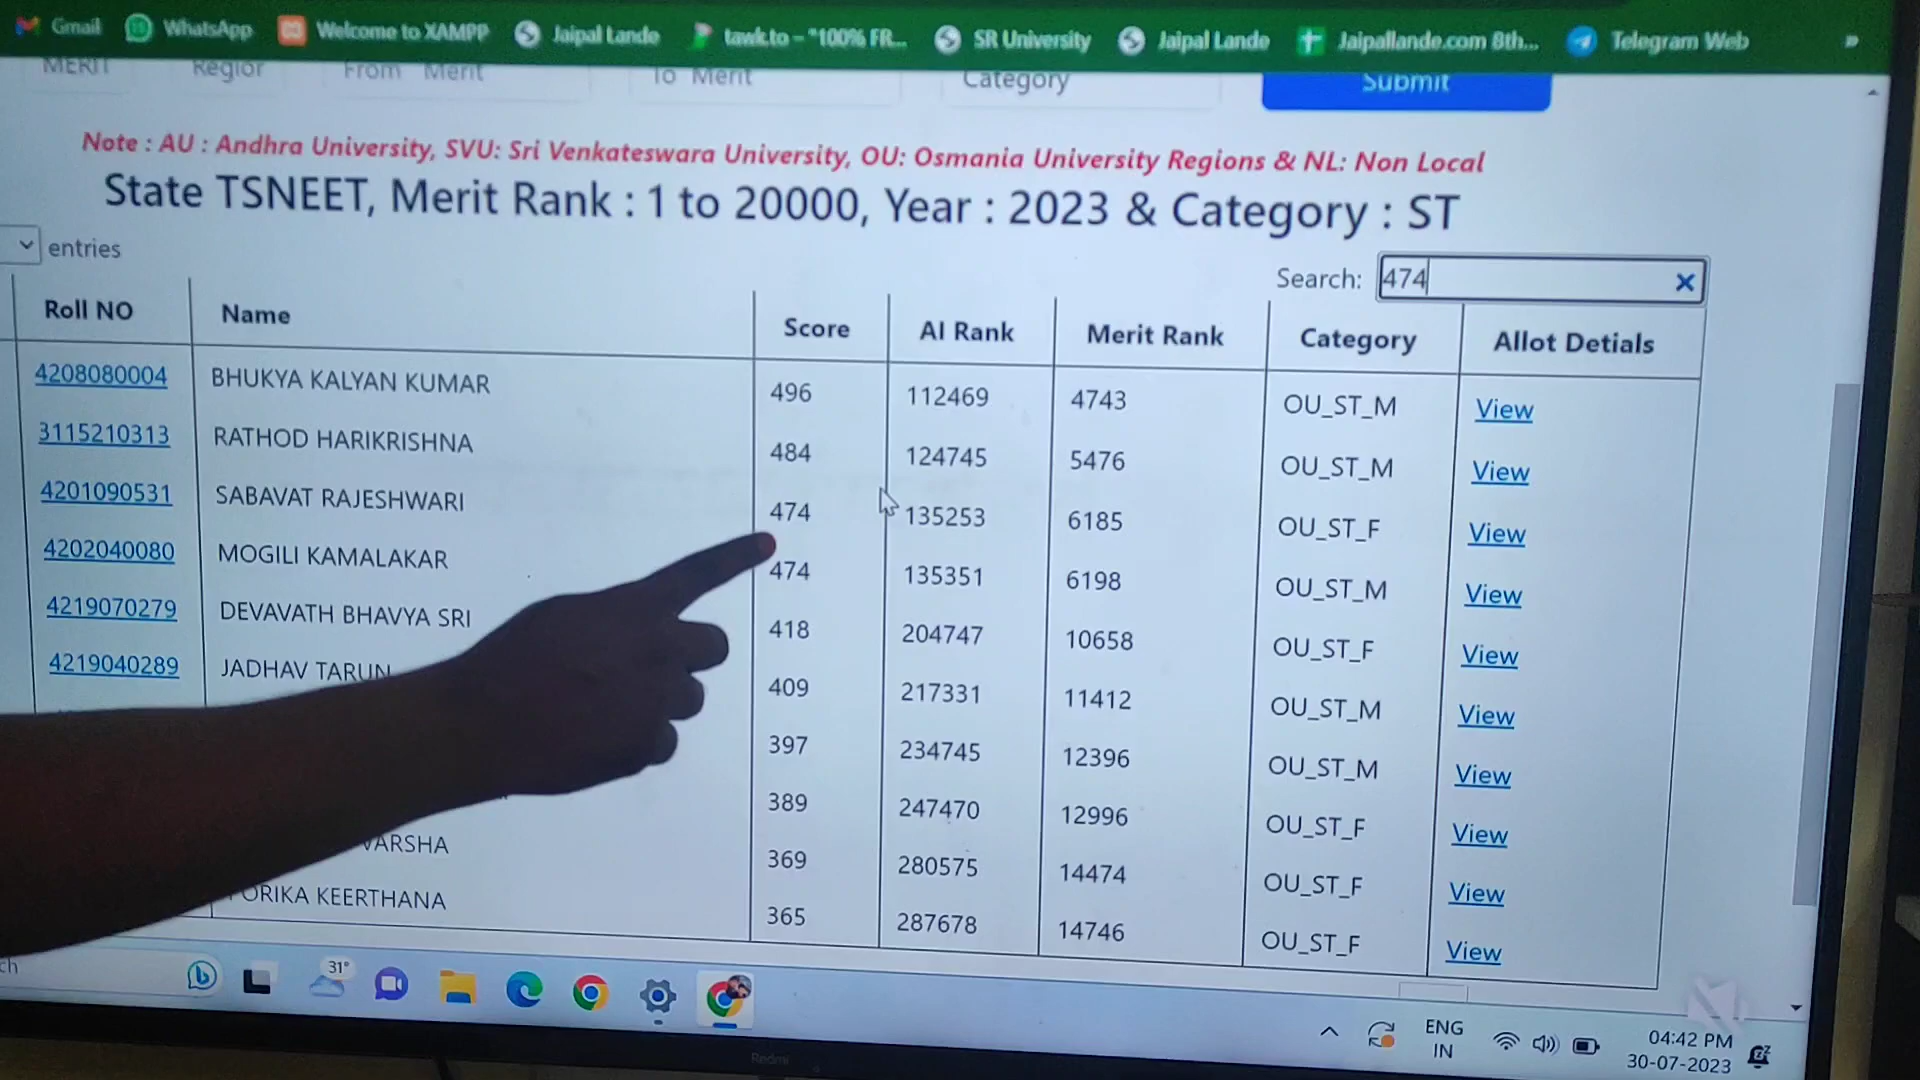 Gmail WhatsApp Welcome to XAMPP Jaipal Lande tawk.to – "100% FR... SR University Jaipal Lande Jaipallande.com 8th... Telegram Web »
MERIT Region From Merit To Merit Category Submit
Note : AU : Andhra University, SVU: Sri Venkateswara University, OU: Osmania University Regions & NL: Non Local
State TSNEET, Merit Rank : 1 to 20000, Year : 2023 & Category : ST
entries
Search: 474
Roll NO Name Score AI Rank Merit Rank Category Allot Detials
4208080004 BHUKYA KALYAN KUMAR 496 112469 4743 OU_ST_M View
3115210313 RATHOD HARIKRISHNA 484 124745 5476 OU_ST_M View
4201090531 SABAVAT RAJESHWARI 474 135253 6185 OU_ST_F View
4202040080 MOGILI KAMALAKAR 474 135351 6198 OU_ST_M View
4219070279 DEVAVATH BHAVYA SRI 418 204747 10658 OU_ST_F View
4219040289 JADHAV TARUN 409 217331 11412 OU_ST_M View
397 234745 12396 OU_ST_M View
389 247470 12996 OU_ST_F View
VARSHA 369 280575 14474 OU_ST_F View
ORIKA KEERTHANA 365 287678 14746 OU_ST_F View
ch 31° ENG
IN
04:42 PM
30-07-2023
Redmi